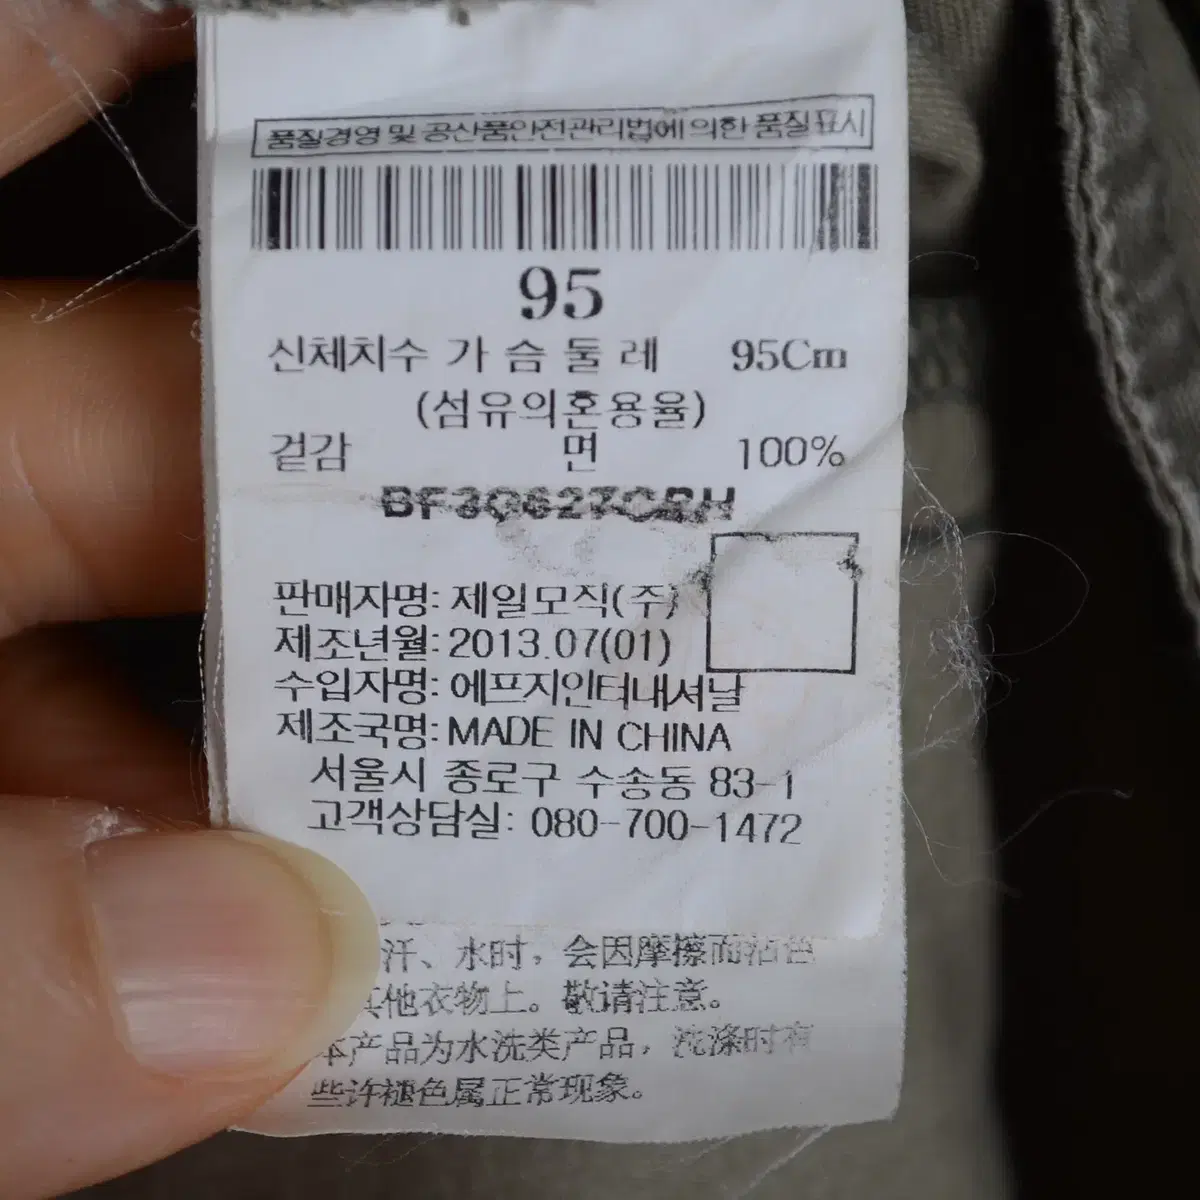 품질경영 및 공산품안전관리법에 의한 품질표시
95
신체치수 가 슴 둘 레 95Cm
(섬유의혼용율)
겉감 면 100%
판매자명: 제일모직(주)
제조년월: 2013.07(01)
수입자명: 에프지인터내셔날
제조국명: MADE IN CHINA
서울시 종로구 수송동 83-1
고객상담실: 080-700-1472
汗、水时，会因摩擦而沾色
其他衣物上。敬请注意。
本产品为水洗类产品，洗涤时有
些许褪色属正常现象。